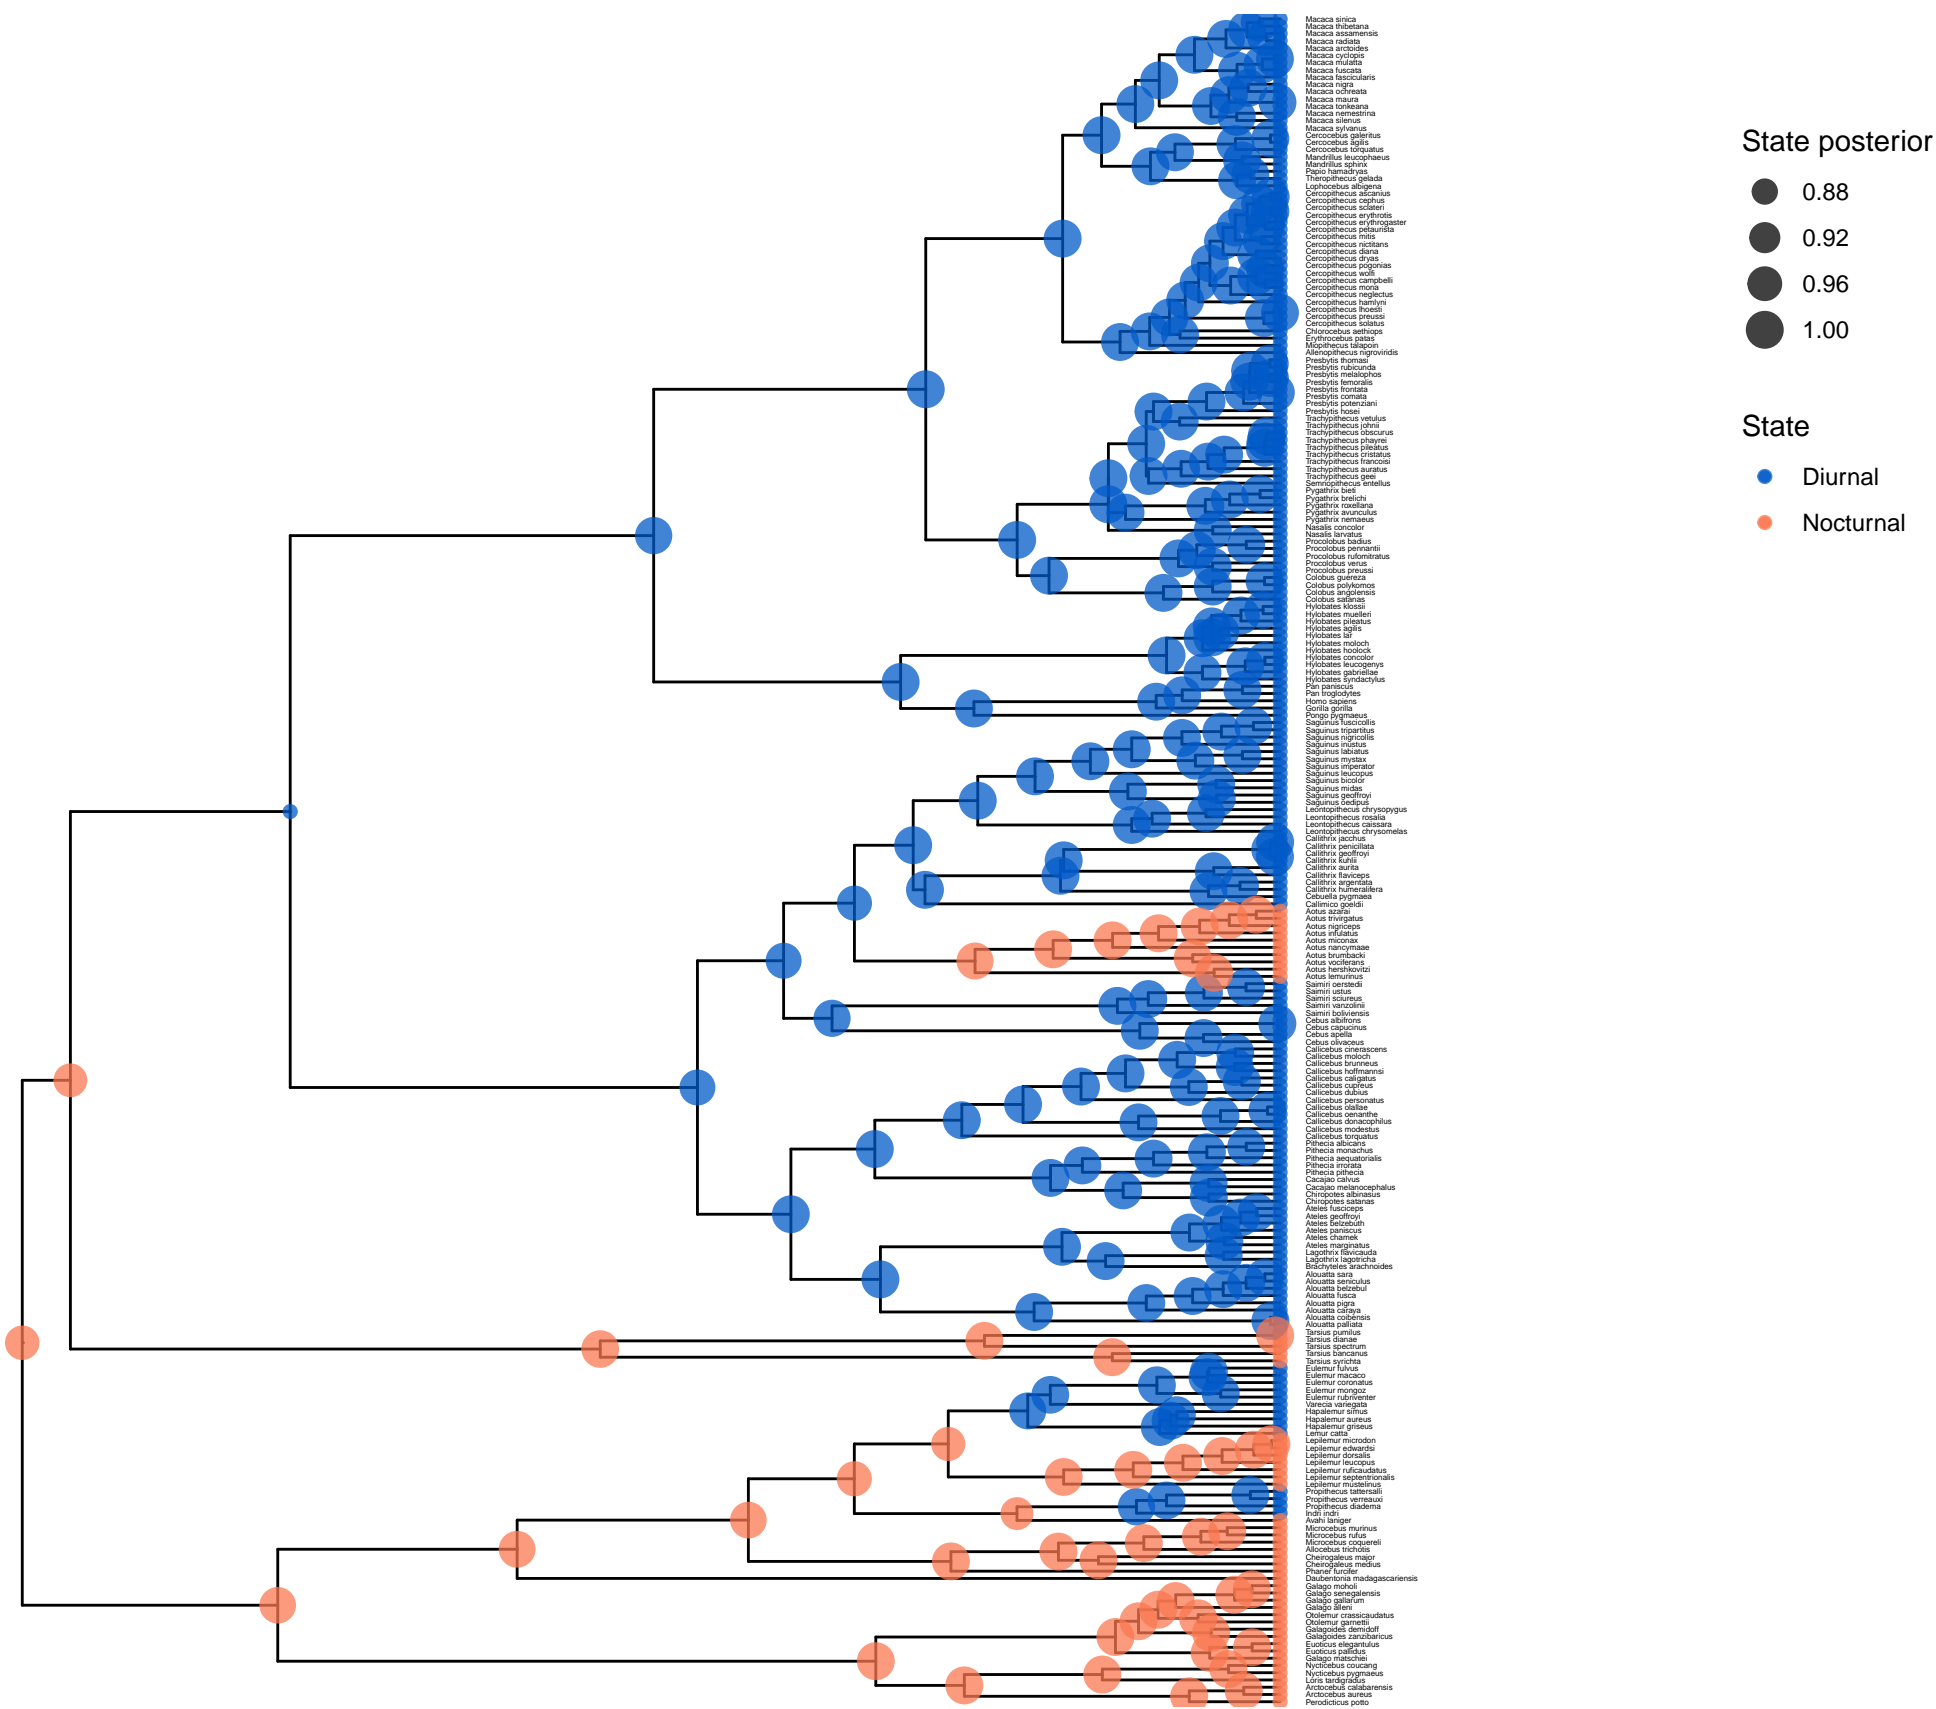 Macaca sinica
Macaca thibetana
Macaca assamensis
Macaca radiata
Macaca arctoides
Macaca cyclopis
Macaca mulatta
Macaca fuscata
Macaca fascicularis
Macaca nigra
Macaca ochreata
Macaca maura
Macaca tonkeana
Macaca nemestrina
Macaca silenus
Macaca sylvanus
Cercocebus galeritus
Cercocebus agilis
Cercocebus torquatus
Mandrillus leucophaeus
Mandrillus sphinx
Papio hamadryas
Theropithecus gelada
Lophocebus albigena
Cercopithecus ascanius
Cercopithecus cephus
Cercopithecus sclateri
Cercopithecus erythrotis
Cercopithecus erythrogaster
Cercopithecus petaurista
Cercopithecus mitis
Cercopithecus nictitans
Cercopithecus diana
Cercopithecus dryas
Cercopithecus pogonias
Cercopithecus wolfi
Cercopithecus campbelli
Cercopithecus mona
Cercopithecus neglectus
Cercopithecus hamlyni
Cercopithecus lhoesti
Cercopithecus preussi
Cercopithecus solatus
Chlorocebus aethiops
Erythrocebus patas
Miopithecus talapoin
Allenopithecus nigroviridis
Presbytis thomasi
Presbytis rubicunda
Presbytis melalophos
Presbytis femoralis
Presbytis frontata
Presbytis comata
Presbytis potenziani
Presbytis hosei
Trachypithecus vetulus
Trachypithecus johnii
Trachypithecus obscurus
Trachypithecus phayrei
Trachypithecus pileatus
Trachypithecus cristatus
Trachypithecus francoisi
Trachypithecus auratus
Trachypithecus geei
Semnopithecus entellus
Pygathrix bieti
Pygathrix brelichi
Pygathrix roxellana
Pygathrix avunculus
Pygathrix nemaeus
Nasalis concolor
Nasalis larvatus
Procolobus badius
Procolobus pennantii
Procolobus rufomitratus
Procolobus verus
Procolobus preussi
Colobus guereza
Colobus polykomos
Colobus angolensis
Colobus satanas
Hylobates klossii
Hylobates muelleri
Hylobates pileatus
Hylobates agilis
Hylobates lar
Hylobates moloch
Hylobates hoolock
Hylobates concolor
Hylobates leucogenys
Hylobates gabriellae
Hylobates syndactylus
Pan paniscus
Pan troglodytes
Homo sapiens
Gorilla gorilla
Pongo pygmaeus
Saguinus fuscicollis
Saguinus tripartitus
Saguinus nigricollis
Saguinus inustus
Saguinus labiatus
Saguinus mystax
Saguinus imperator
Saguinus leucopus
Saguinus bicolor
Saguinus midas
Saguinus geoffroyi
Saguinus oedipus
Leontopithecus chrysopygus
Leontopithecus rosalia
Leontopithecus caissara
Leontopithecus chrysomelas
Callithrix jacchus
Callithrix penicillata
Callithrix geoffroyi
Callithrix kuhlii
Callithrix aurita
Callithrix flaviceps
Callithrix argentata
Callithrix humeralifera
Cebuella pygmaea
Callimico goeldii
Aotus azarai
Aotus trivirgatus
Aotus nigriceps
Aotus infulatus
Aotus miconax
Aotus nancymaae
Aotus brumbacki
Aotus vociferans
Aotus hershkovitzi
Aotus lemurinus
Saimiri oerstedii
Saimiri ustus
Saimiri sciureus
Saimiri vanzolinii
Saimiri boliviensis
Cebus albifrons
Cebus capucinus
Cebus apella
Cebus olivaceus
Callicebus cinerascens
Callicebus moloch
Callicebus brunneus
Callicebus hoffmannsi
Callicebus caligatus
Callicebus cupreus
Callicebus dubius
Callicebus personatus
Callicebus olallae
Callicebus oenanthe
Callicebus donacophilus
Callicebus modestus
Callicebus torquatus
Pithecia albicans
Pithecia monachus
Pithecia aequatorialis
Pithecia irrorata
Pithecia pithecia
Cacajao calvus
Cacajao melanocephalus
Chiropotes albinasus
Chiropotes satanas
Ateles fusciceps
Ateles geoffroyi
Ateles belzebuth
Ateles paniscus
Ateles chamek
Ateles marginatus
Lagothrix flavicauda
Lagothrix lagotricha
Brachyteles arachnoides
Alouatta sara
Alouatta seniculus
Alouatta belzebul
Alouatta fusca
Alouatta pigra
Alouatta caraya
Alouatta coibensis
Alouatta palliata
Tarsius pumilus
Tarsius dianae
Tarsius spectrum
Tarsius bancanus
Tarsius syrichta
Eulemur fulvus
Eulemur macaco
Eulemur coronatus
Eulemur mongoz
Eulemur rubriventer
Varecia variegata
Hapalemur simus
Hapalemur aureus
Hapalemur griseus
Lemur catta
Lepilemur microdon
Lepilemur edwardsi
Lepilemur dorsalis
Lepilemur leucopus
Lepilemur ruficaudatus
Lepilemur septentrionalis
Lepilemur mustelinus
Propithecus tattersalli
Propithecus verreauxi
Propithecus diadema
Indri indri
Avahi laniger
Microcebus murinus
Microcebus rufus
Microcebus coquereli
Allocebus trichotis
Cheirogaleus major
Cheirogaleus medius
Phaner furcifer
Daubentonia madagascariensis
Galago moholi
Galago senegalensis
Galago gallarum
Galago alleni
Otolemur crassicaudatus
Otolemur garnettii
Galagoides demidoff
Galagoides zanzibaricus
Euoticus elegantulus
Euoticus pallidus
Galago matschiei
Nycticebus coucang
Nycticebus pygmaeus
Loris tardigradus
Arctocebus calabarensis
Arctocebus aureus
Perodicticus potto
State posterior
0.88
0.92
0.96
1.00
State
Diurnal
Nocturnal